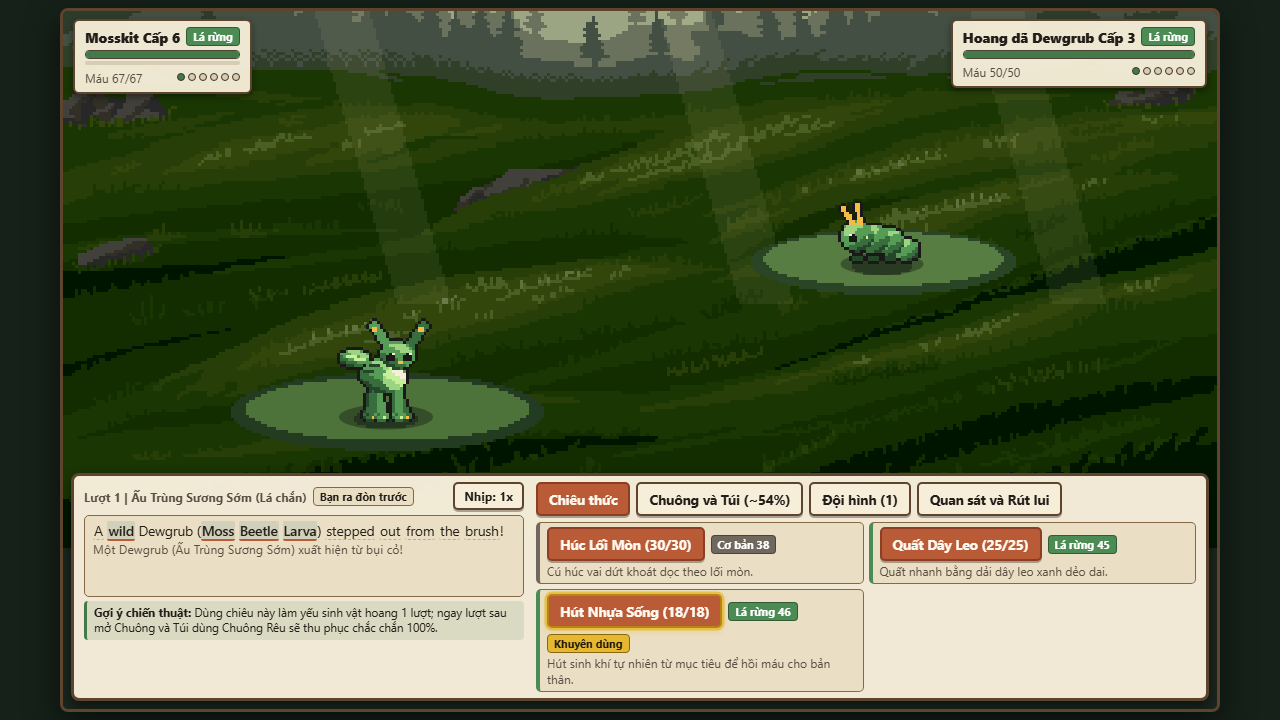 Mosskit Cấp 6 Lá rừng
Máu 67/67
Hoang dã Dewgrub Cấp 3 Lá rừng
Máu 50/50
Lượt 1 | Ấu Trùng Sương Sớm (Lá chắn) Bạn ra đòn trước Nhịp: 1x
A wild Dewgrub (Moss Beetle Larva) stepped out from the brush!
Một Dewgrub (Ấu Trùng Sương Sớm) xuất hiện từ bụi cỏ!
Gợi ý chiến thuật: Dùng chiêu này làm yếu sinh vật hoang 1 lượt; ngay lượt sau
mở Chuông và Túi dùng Chuông Rêu sẽ thu phục chắc chắn 100%.
Chiêu thức Chuông và Túi (~54%) Đội hình (1) Quan sát và Rút lui
Húc Lối Mòn (30/30) Cơ bản 38
Cú húc vai dứt khoát dọc theo lối mòn.
Quất Dây Leo (25/25) Lá rừng 45
Quất nhanh bằng dải dây leo xanh dẻo dai.
Hút Nhựa Sống (18/18) Lá rừng 46
Khuyên dùng
Hút sinh khí tự nhiên từ mục tiêu để hồi máu cho bản
thân.